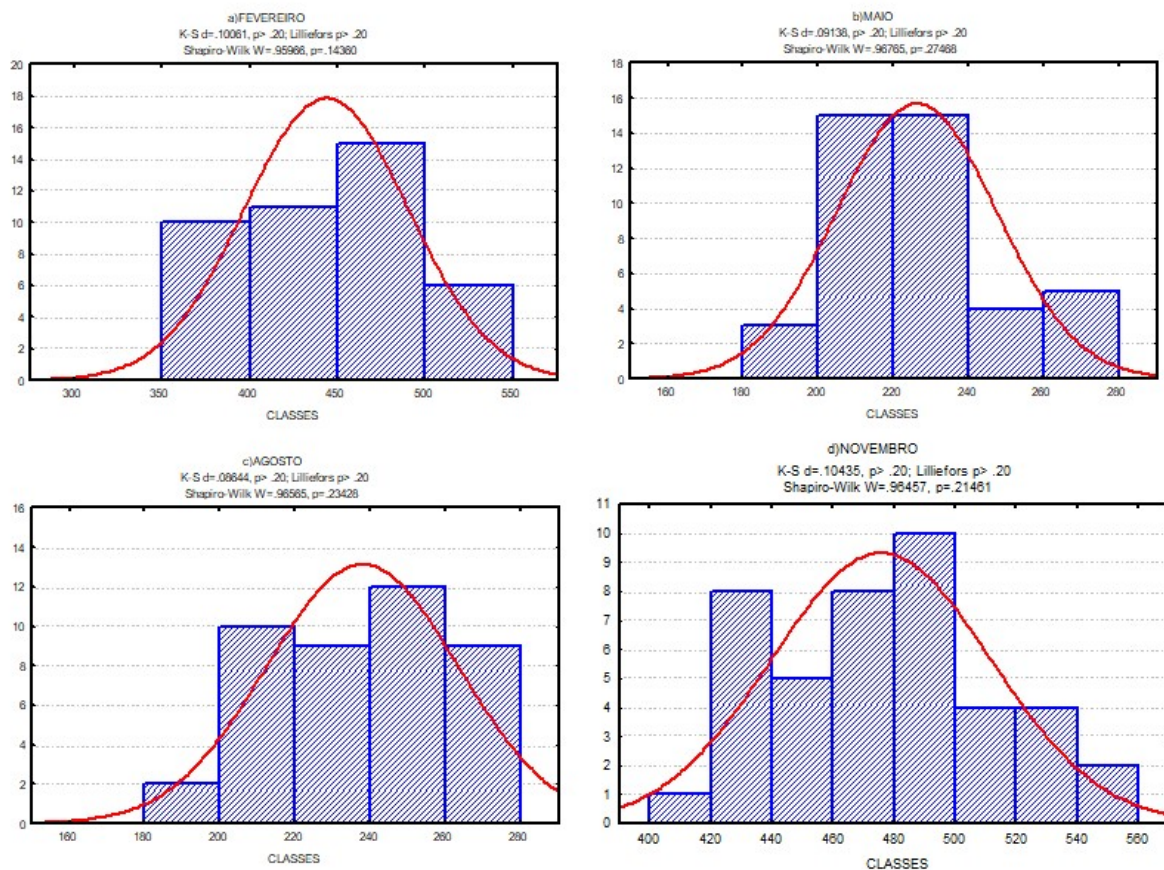 a)FEVEREIRO
K-S d=.10061, p> .20; Lilliefors p> .20
Shapiro-Wilk W=.95966, p=.14360
20
18
16
14
12
10
8
6
4
2
0
300 350 400 450 500 550
CLASSES
b)MAIO
K-S d=.09138, p> .20; Lilliefors p> .20
Shapiro-Wilk W=.96765, p=.27468
18
16
14
12
10
8
6
4
2
0
160 180 200 220 240 260 280
CLASSES
c)AGOSTO
K-S d=.08644, p> .20; Lilliefors p> .20
Shapiro-Wilk W=.96565, p=.23428
16
14
12
10
8
6
4
2
0
160 180 200 220 240 260 280
CLASSES
d)NOVEMBRO
K-S d=.10435, p> .20; Lilliefors p> .20
Shapiro-Wilk W=.96457, p=.21461
11
10
9
8
7
6
5
4
3
2
1
0
400 420 440 460 480 500 520 540 560
CLASSES